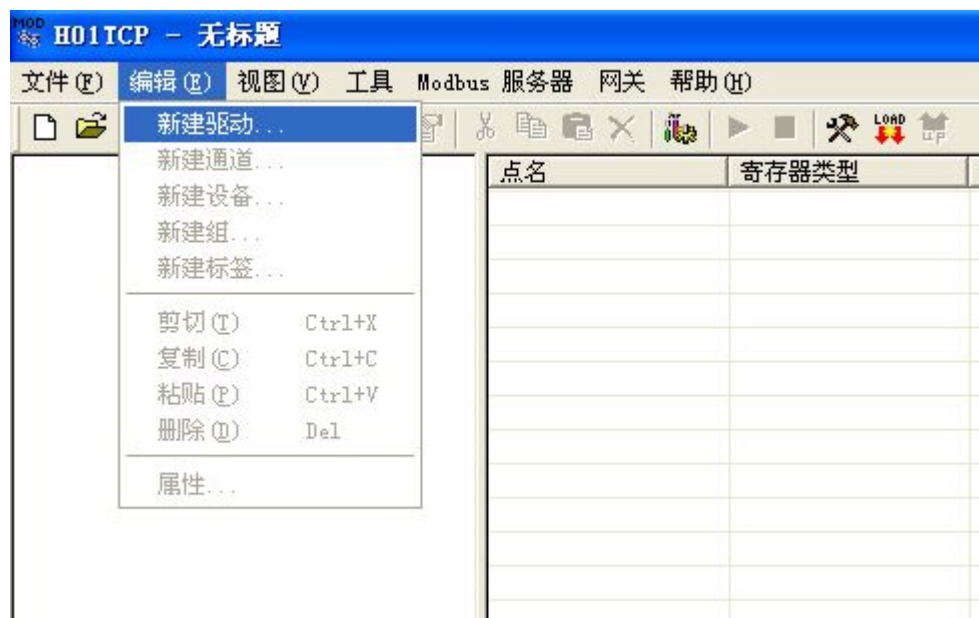 MOD
H01TCP - 无标题
文件(F) 编辑(E) 视图(V) 工具 Modbus 服务器 网关 帮助(H)
LOAD
UP
新建驱动...
新建通道...
新建设备...
新建组...
新建标签...
剪切(T) Ctrl+X
复制(C) Ctrl+C
粘贴(P) Ctrl+V
删除(D) Del
属性...
点名 寄存器类型